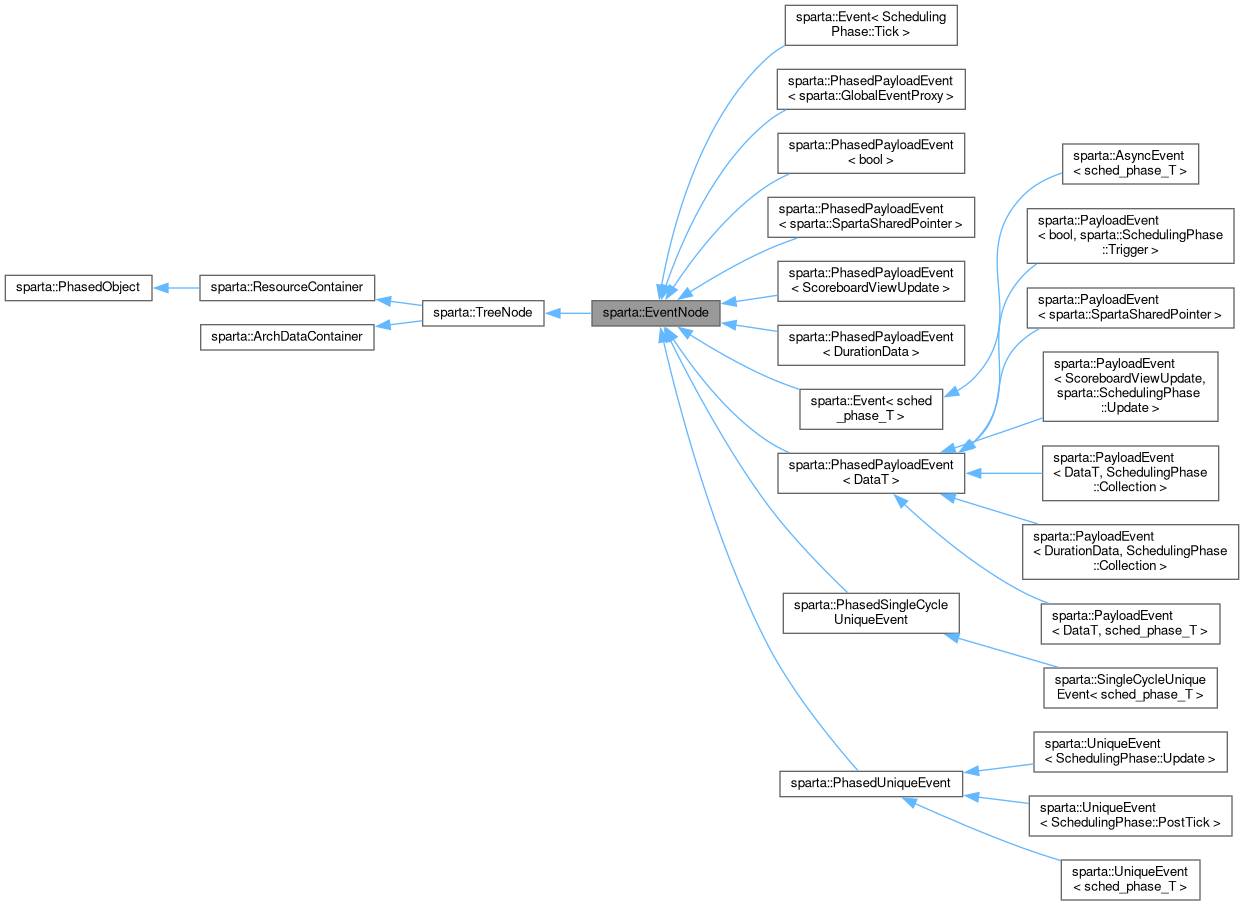 sparta::PhasedObject
sparta::ResourceContainer
sparta::ArchDataContainer
sparta::TreeNode
sparta::EventNode
sparta::Event< Scheduling
Phase::Tick >
sparta::PhasedPayloadEvent
< sparta::GlobalEventProxy >
sparta::PhasedPayloadEvent
< bool >
sparta::PhasedPayloadEvent
< sparta::SpartaSharedPointer >
sparta::PhasedPayloadEvent
< ScoreboardViewUpdate >
sparta::PhasedPayloadEvent
< DurationData >
sparta::Event< sched
_phase_T >
sparta::PhasedPayloadEvent
< DataT >
sparta::PhasedSingleCycle
UniqueEvent
sparta::PhasedUniqueEvent
sparta::AsyncEvent
< sched_phase_T >
sparta::PayloadEvent
< bool, sparta::SchedulingPhase
::Trigger >
sparta::PayloadEvent
< sparta::SpartaSharedPointer >
sparta::PayloadEvent
< ScoreboardViewUpdate,
sparta::SchedulingPhase
::Update >
sparta::PayloadEvent
< DataT, SchedulingPhase
::Collection >
sparta::PayloadEvent
< DurationData, SchedulingPhase
::Collection >
sparta::PayloadEvent
< DataT, sched_phase_T >
sparta::SingleCycleUnique
Event< sched_phase_T >
sparta::UniqueEvent
< SchedulingPhase::Update >
sparta::UniqueEvent
< SchedulingPhase::PostTick >
sparta::UniqueEvent
< sched_phase_T >